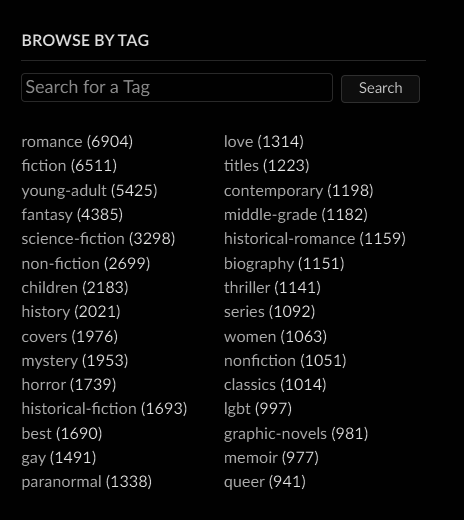 BROWSE BY TAG
Search for a Tag
Search
romance (6904)
fiction (6511)
young-adult (5425)
fantasy (4385)
science-fiction (3298)
non-fiction (2699)
children (2183)
history (2021)
covers (1976)
mystery (1953)
horror (1739)
historical-fiction (1693)
best (1690)
gay (1491)
paranormal (1338)
love (1314)
titles (1223)
contemporary (1198)
middle-grade (1182)
historical-romance (1159)
biography (1151)
thriller (1141)
series (1092)
women (1063)
nonfiction (1051)
classics (1014)
lgbt (997)
graphic-novels (981)
memoir (977)
queer (941)